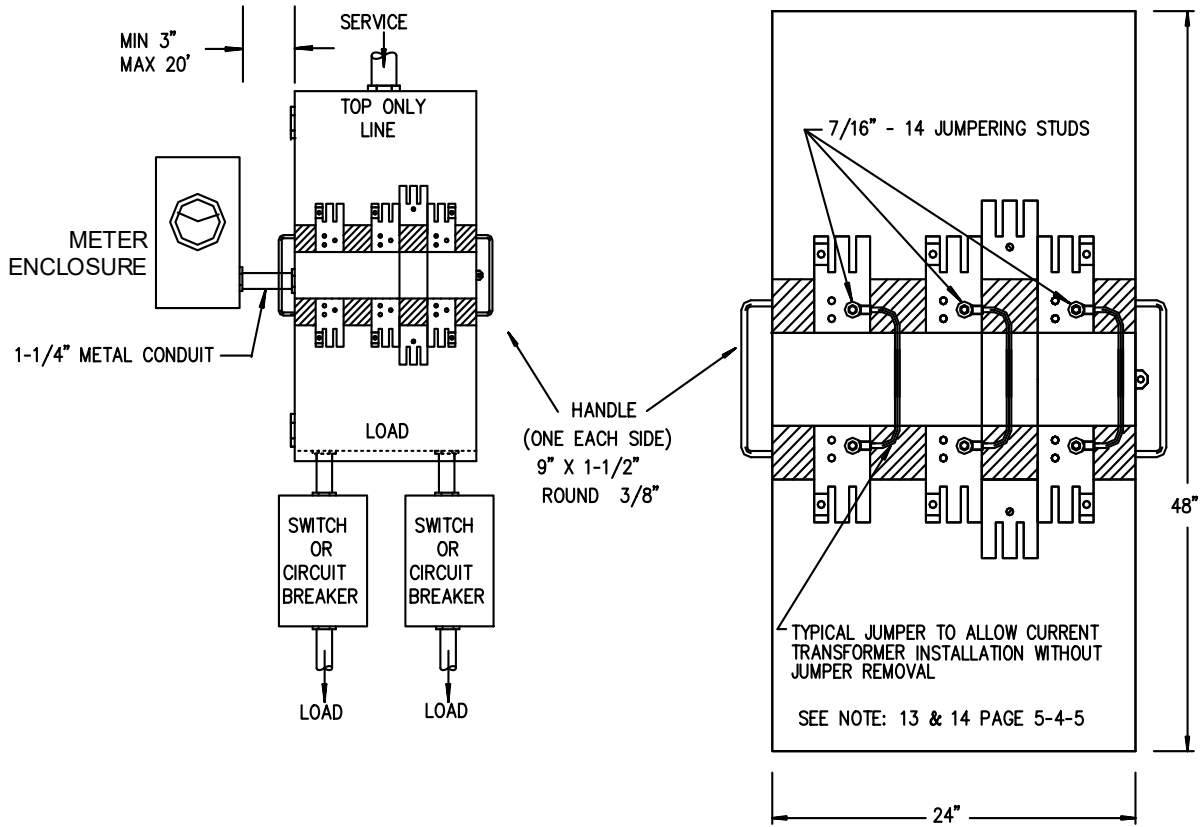 MIN 3"
MAX 20'
SERVICE
TOP ONLY
LINE
METER
ENCLOSURE
1-1/4" METAL CONDUIT
LOAD
SWITCH
OR
CIRCUIT
BREAKER
SWITCH
OR
CIRCUIT
BREAKER
LOAD
LOAD
HANDLE
(ONE EACH SIDE)
9" X 1-1/2"
ROUND 3/8"
7/16" - 14 JUMPERING STUDS
TYPICAL JUMPER TO ALLOW CURRENT
TRANSFORMER INSTALLATION WITHOUT
JUMPER REMOVAL
SEE NOTE: 13 & 14 PAGE 5-4-5
48"
24"